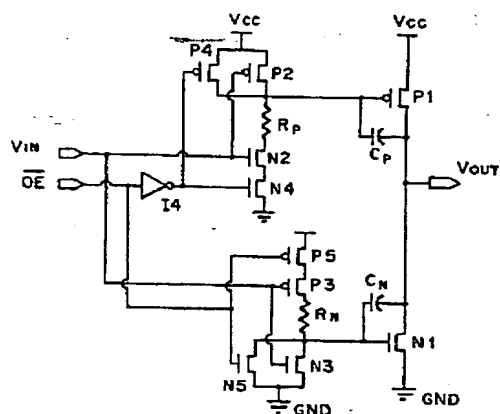 VCC
VCC
P4
P2
P1
RP
CP
VIN
N2
VOUT
OE
I4
N4
P5
P3
CN
RN
N1
N5
N3
GND
GND